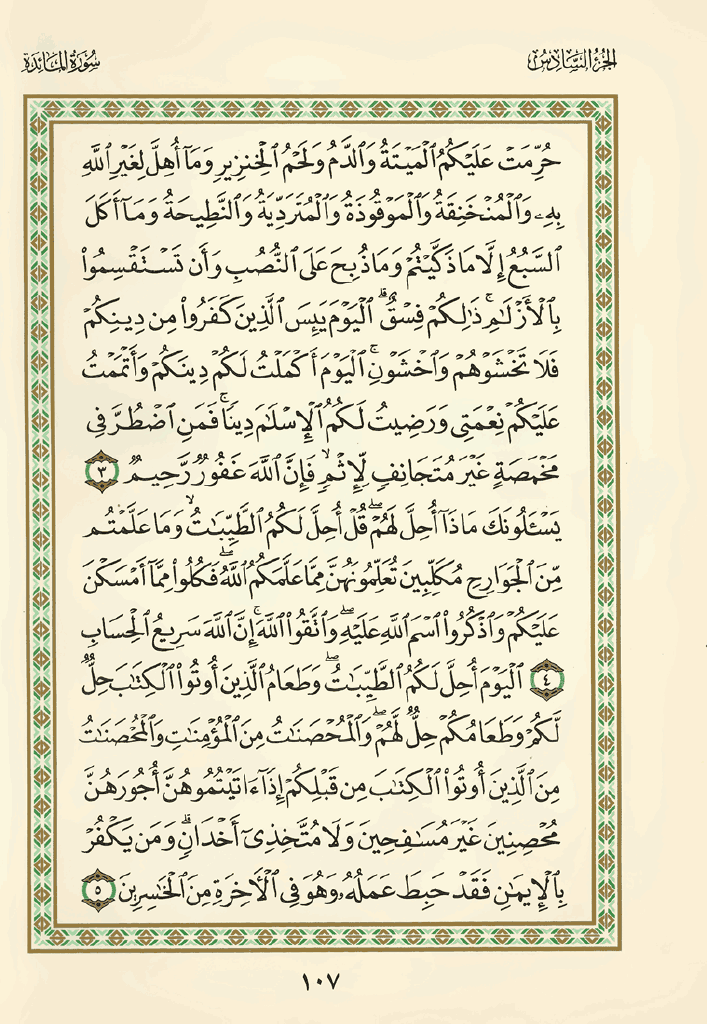 الجزء السادس
سورة المائدة
حُرِّمَتْ عَلَيْكُمُ ٱلْمَيْتَةُ وَٱلدَّمُ وَلَحْمُ ٱلْخِنزِيرِ وَمَآ أُهِلَّ لِغَيْرِ ٱللَّهِ
بِهِۦ وَٱلْمُنْخَنِقَةُ وَٱلْمَوْقُوذَةُ وَٱلْمُتَرَدِّيَةُ وَٱلنَّطِيحَةُ وَمَآ أَكَلَ
ٱلسَّبُعُ إِلَّا مَا ذَكَّيْتُمْ وَمَا ذُبِحَ عَلَى ٱلنُّصُبِ وَأَن تَسْتَقْسِمُوا۟
بِٱلْأَزْلَـٰمِ ۚ ذَٰلِكُمْ فِسْقٌ ۗ ٱلْيَوْمَ يَئِسَ ٱلَّذِينَ كَفَرُوا۟ مِن دِينِكُمْ
فَلَا تَخْشَوْهُمْ وَٱخْشَوْنِ ۚ ٱلْيَوْمَ أَكْمَلْتُ لَكُمْ دِينَكُمْ وَأَتْمَمْتُ
عَلَيْكُمْ نِعْمَتِى وَرَضِيتُ لَكُمُ ٱلْإِسْلَـٰمَ دِينًا ۚ فَمَنِ ٱضْطُرَّ فِى
مَخْمَصَةٍ غَيْرَ مُتَجَانِفٍ لِّإِثْمٍ ۙ فَإِنَّ ٱللَّهَ غَفُورٌ رَّحِيمٌ ٣
يَسْـَٔلُونَكَ مَاذَآ أُحِلَّ لَهُمْ ۖ قُلْ أُحِلَّ لَكُمُ ٱلطَّيِّبَـٰتُ ۙ وَمَا عَلَّمْتُم
مِّنَ ٱلْجَوَارِحِ مُكَلِّبِينَ تُعَلِّمُونَهُنَّ مِمَّا عَلَّمَكُمُ ٱللَّهُ ۖ فَكُلُوا۟ مِمَّآ أَمْسَكْنَ
عَلَيْكُمْ وَٱذْكُرُوا۟ ٱسْمَ ٱللَّهِ عَلَيْهِ ۖ وَٱتَّقُوا۟ ٱللَّهَ ۚ إِنَّ ٱللَّهَ سَرِيعُ ٱلْحِسَابِ
٤ ٱلْيَوْمَ أُحِلَّ لَكُمُ ٱلطَّيِّبَـٰتُ ۖ وَطَعَامُ ٱلَّذِينَ أُوتُوا۟ ٱلْكِتَـٰبَ حِلٌّ
لَّكُمْ وَطَعَامُكُمْ حِلٌّ لَّهُمْ ۖ وَٱلْمُحْصَنَـٰتُ مِنَ ٱلْمُؤْمِنَـٰتِ وَٱلْمُحْصَنَـٰتُ
مِنَ ٱلَّذِينَ أُوتُوا۟ ٱلْكِتَـٰبَ مِن قَبْلِكُمْ إِذَآ ءَاتَيْتُمُوهُنَّ أُجُورَهُنَّ
مُحْصِنِينَ غَيْرَ مُسَـٰفِحِينَ وَلَا مُتَّخِذِىٓ أَخْدَانٍ ۗ وَمَن يَكْفُرْ
بِٱلْإِيمَـٰنِ فَقَدْ حَبِطَ عَمَلُهُۥ وَهُوَ فِى ٱلْـَٔاخِرَةِ مِنَ ٱلْخَـٰسِرِينَ ٥
١٠٧